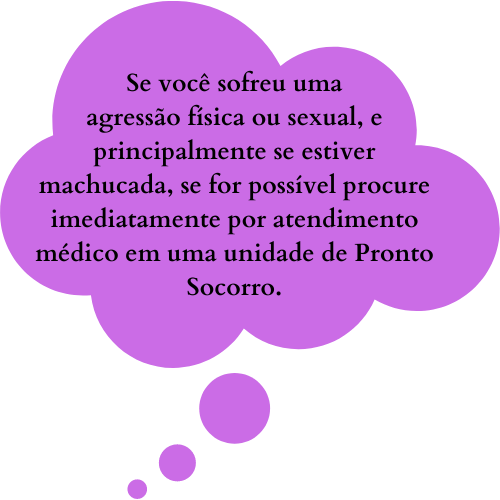 Se você sofreu uma
agressão física ou sexual, e
principalmente se estiver
machucada, se for possível procure
imediatamente por atendimento
médico em uma unidade de Pronto
Socorro.